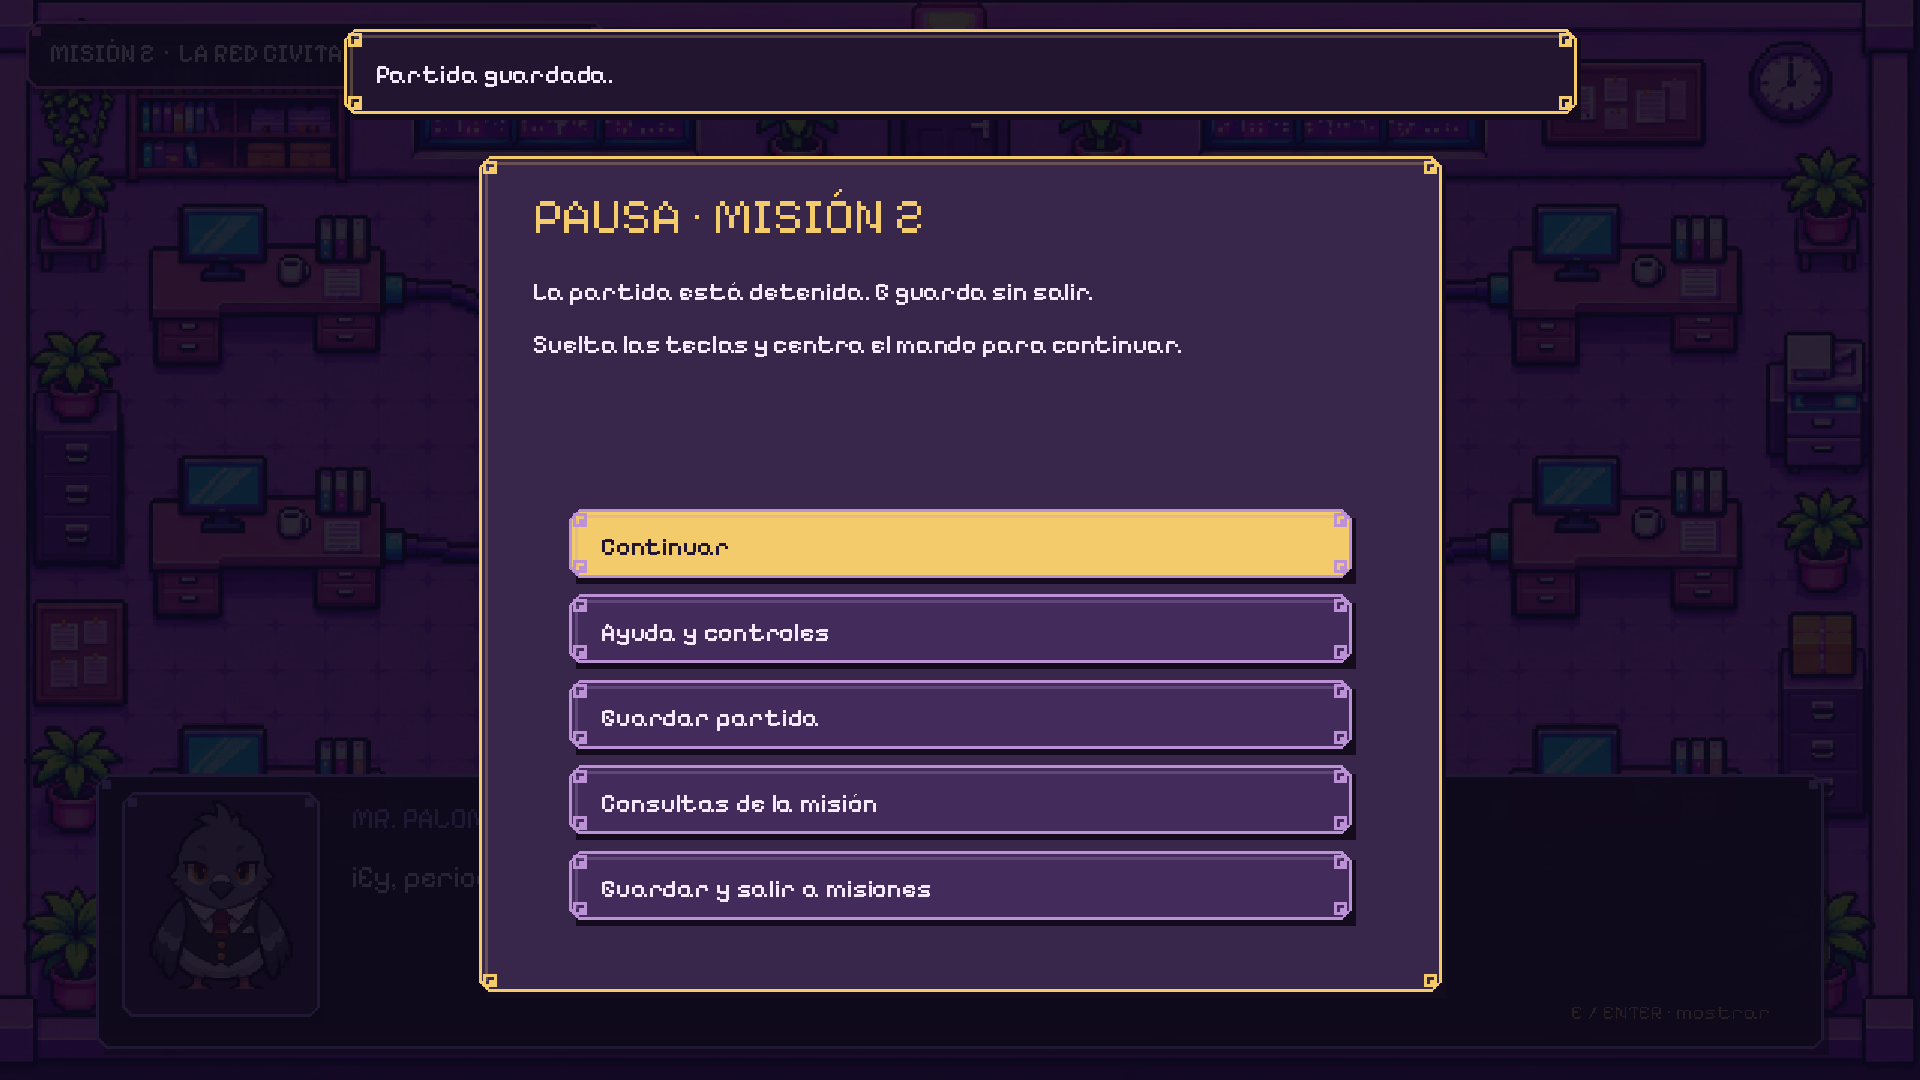 MISIÓN 2 · LA RED CIVITA
Partida guardada.
PAUSA · MISIÓN 2
La partida está detenida. G guarda sin salir.
Suelta las teclas y centra el mando para continuar.
Continuar
Ayuda y controles
Guardar partida
Consultas de la misión
Guardar y salir a misiones
MR. PALOM
¡Ey, perio
E / ENTER · mostrar